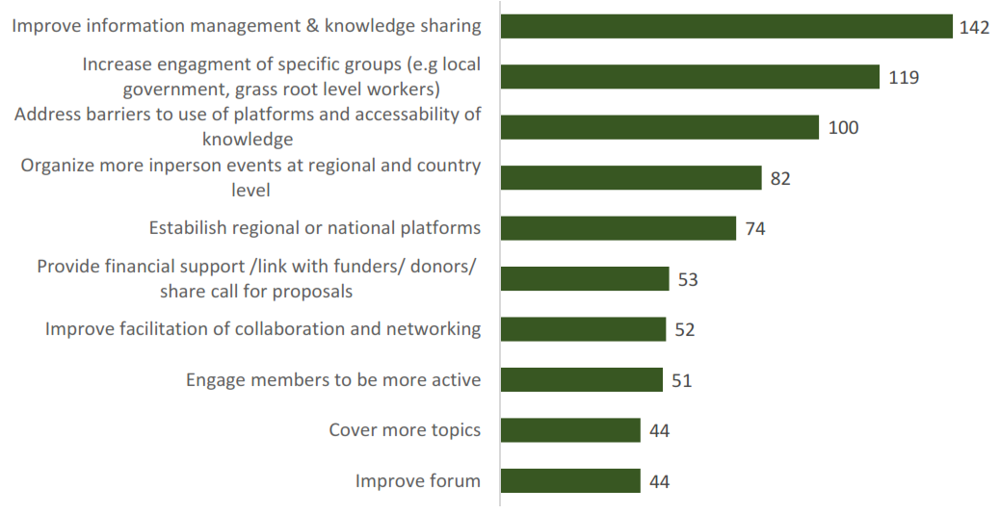 Improve information management & knowledge sharing
142
Increase engagment of specific groups (e.g local
government, grass root level workers)
119
Address barriers to use of platforms and accessability of
knowledge
100
Organize more inperson events at regional and country
level
82
Estabilish regional or national platforms
74
Provide financial support /link with funders/ donors/
share call for proposals
53
Improve facilitation of collaboration and networking
52
Engage members to be more active
51
Cover more topics
44
Improve forum
44